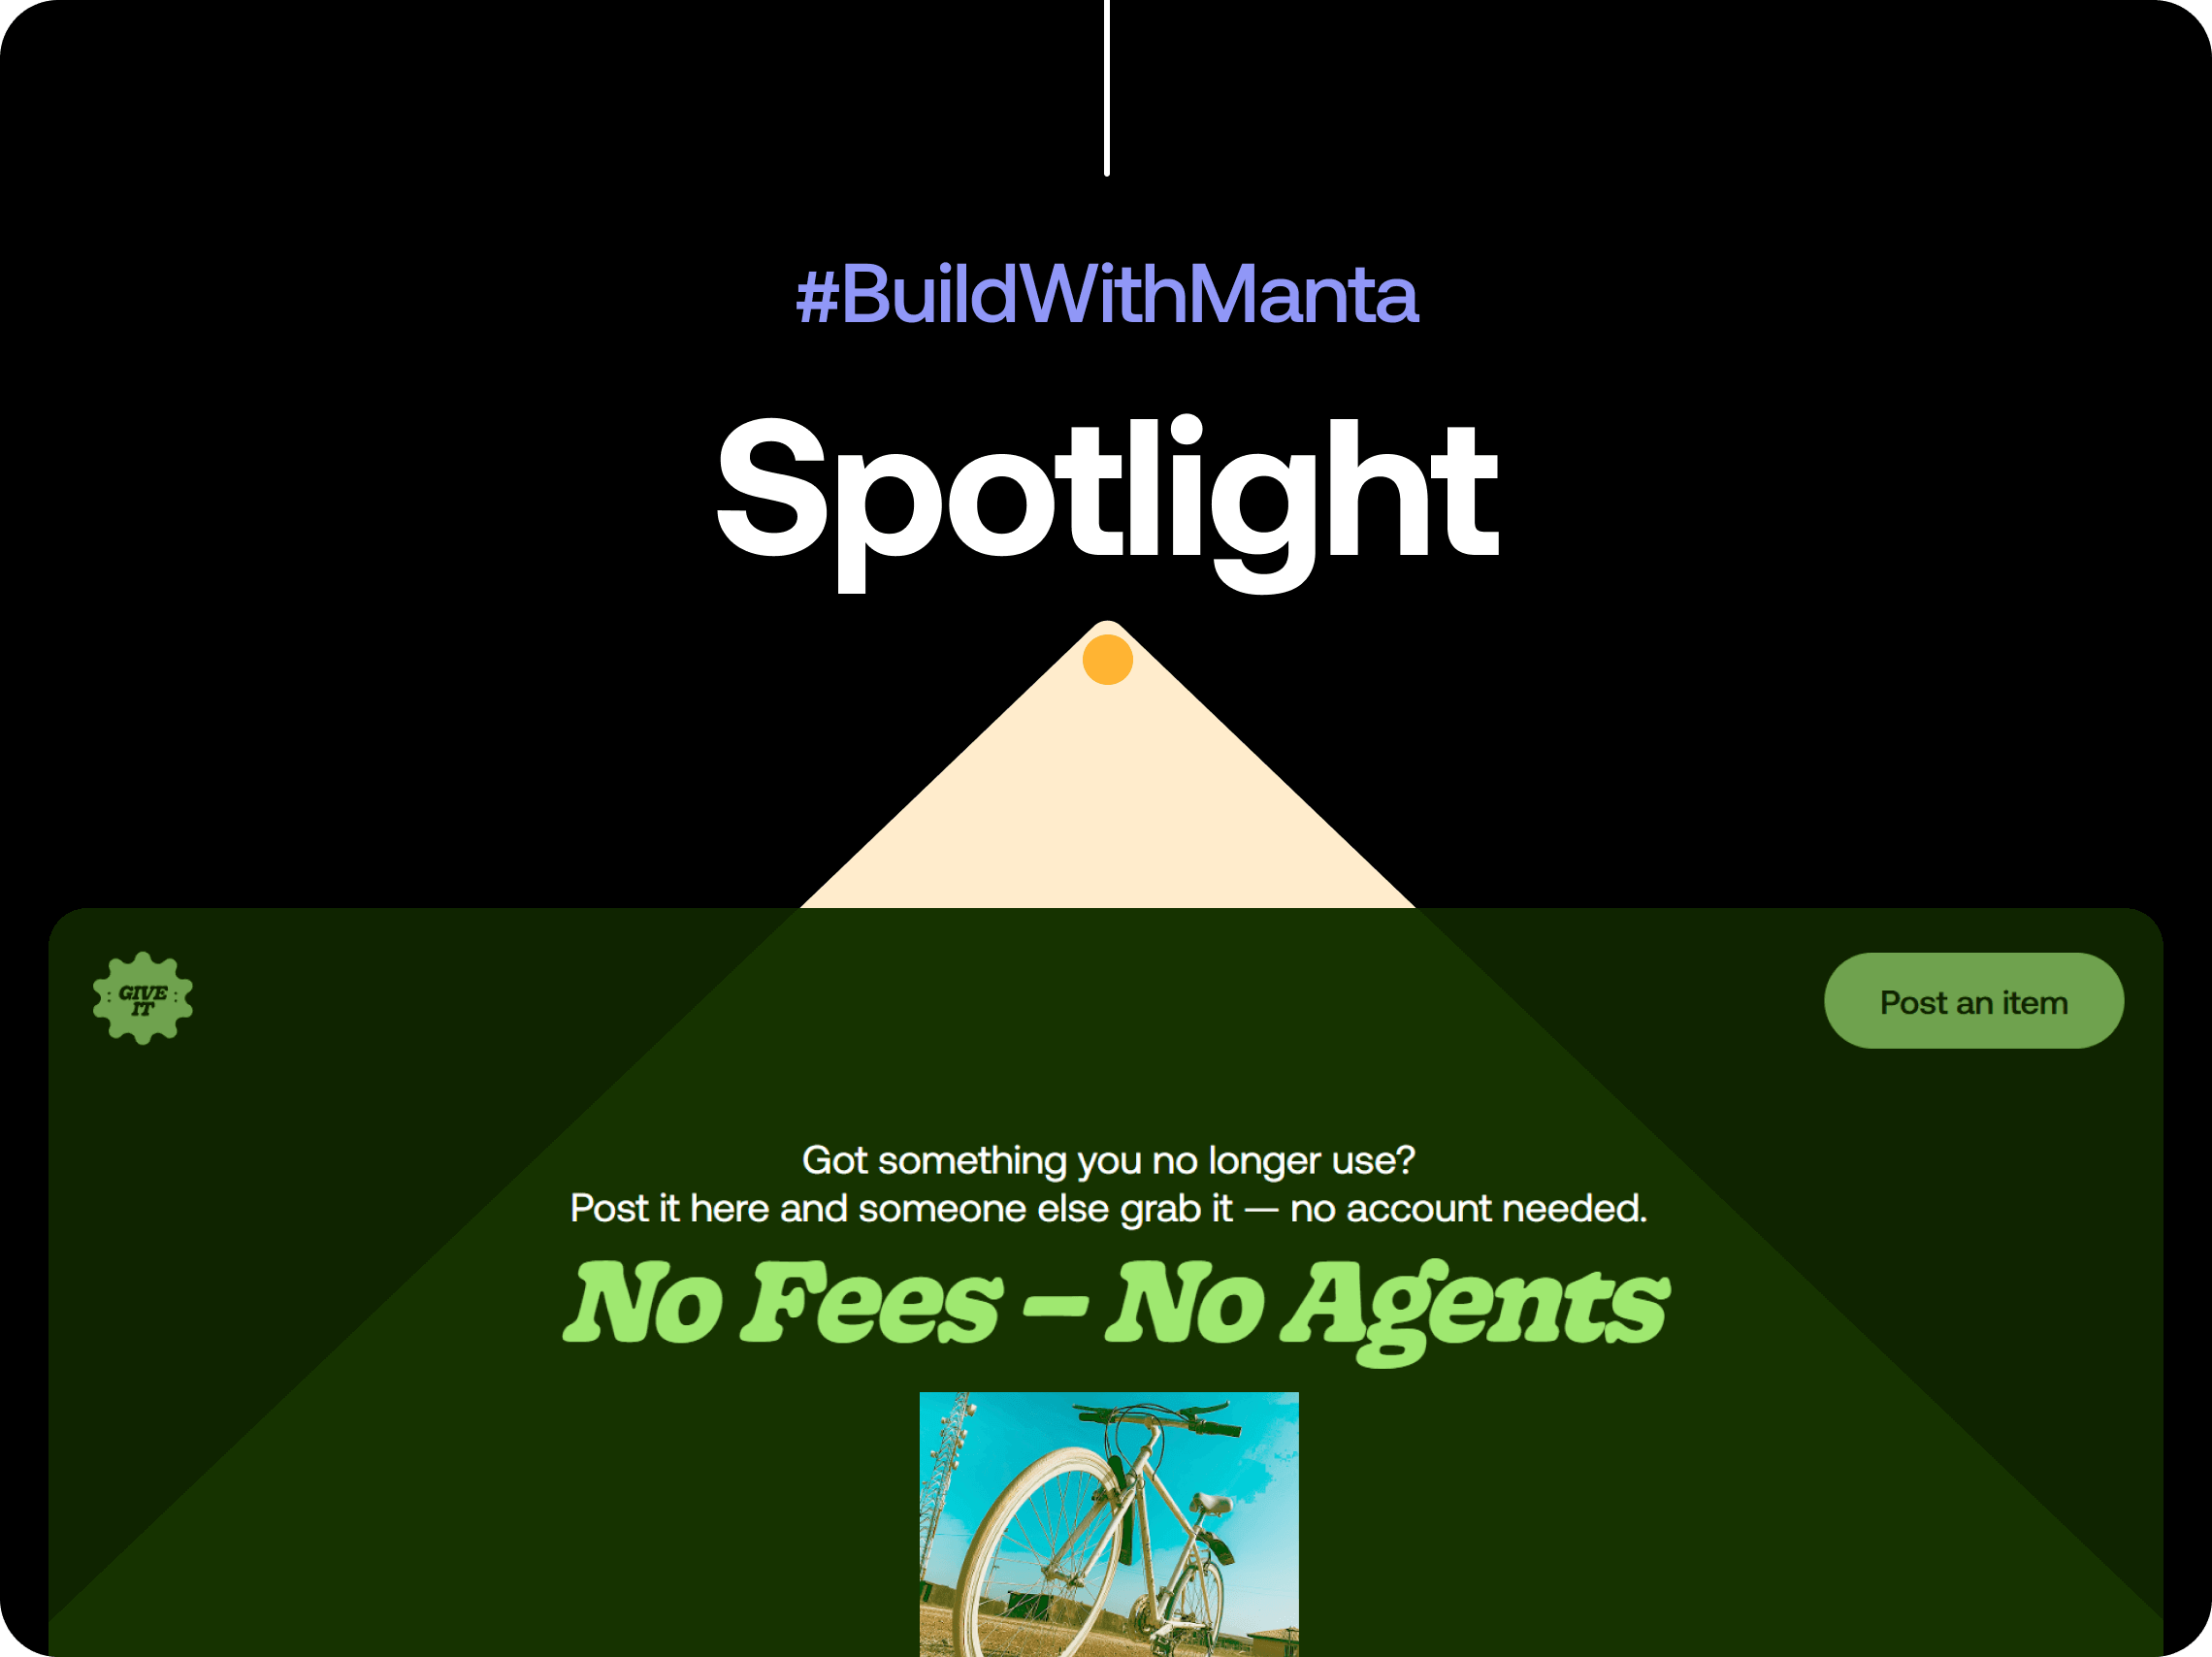 #BuildWithManta
Spotlight
GIVE
IT
Post an item
Got something you no longer use?
Post it here and someone else grab it — no account needed.
No Fees – No Agents